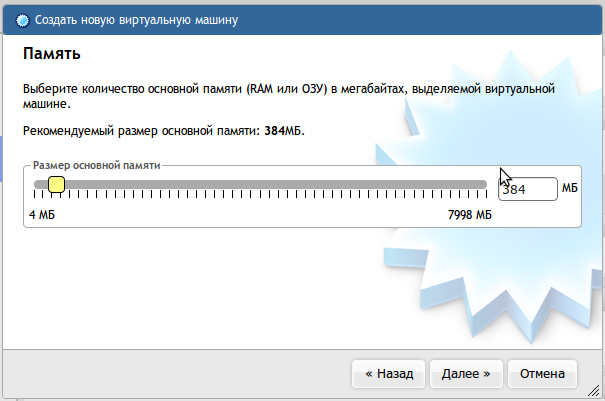 Создать новую виртуальную машину
Память
Выберите количество основной памяти (RAM или ОЗУ) в мегабайтах, выделяемой виртуальной
машине.
Рекомендуемый размер основной памяти: 384МБ.
Размер основной памяти
384 МБ
4 МБ 7998 МБ
« Назад Далее » Отмена